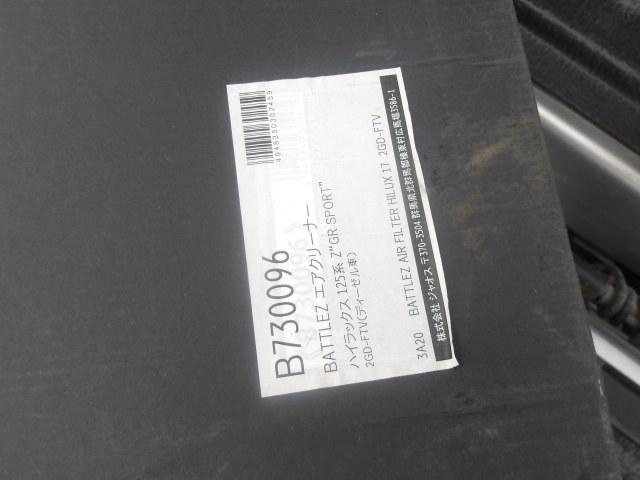 4948350302459
B730096
BATTLEZ エアクリーナー
ハイラックス 125系 Z"GR SPORT"
2GD-FTV(ディーゼル車)
3A20 BATTLEZ AIR FILTER HILUX 17 2GD-FTV
株式会社 ジャオス 〒370-3504 群馬県北群馬郡榛東村広馬場3586-1